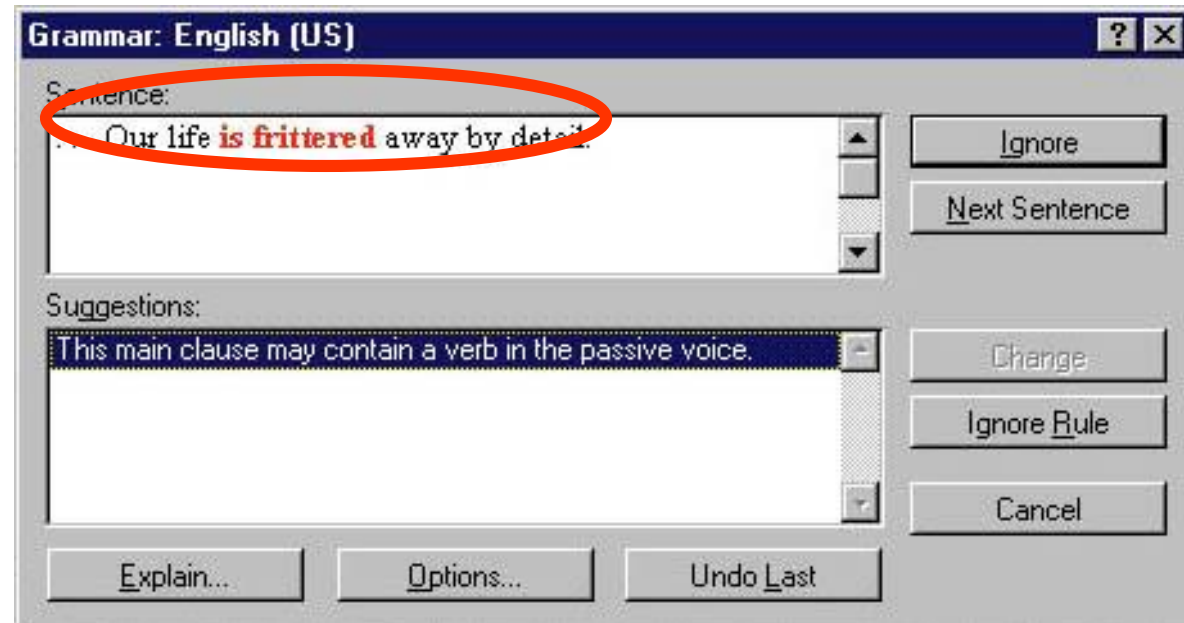 Grammar: English (US)
Sentence:
. . . Our life is frittered away by detail.
Ignore
Next Sentence
Suggestions:
This main clause may contain a verb in the passive voice.
Change
Ignore Rule
Cancel
Explain...
Options...
Undo Last